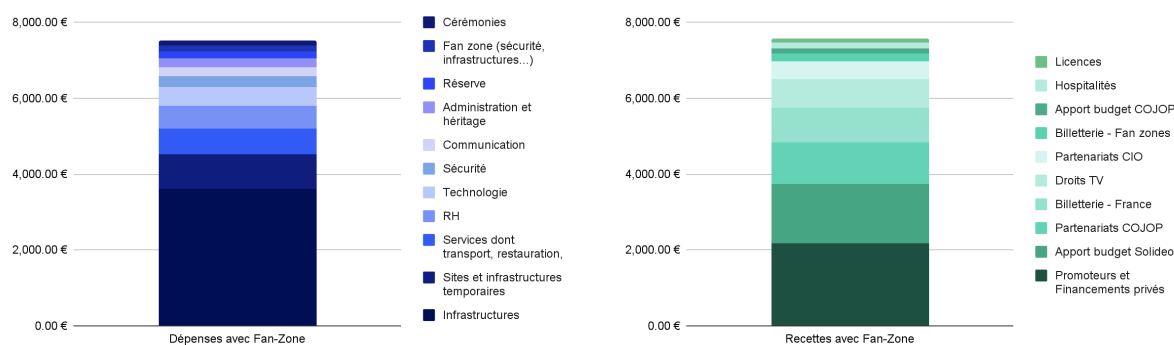 8,000.00 €
6,000.00 €
4,000.00 €
2,000.00 €
0.00 €
Dépenses avec Fan-Zone
Cérémonies
Fan zone (sécurité,
infrastructures...)
Réserve
Administration et
héritage
Communication
Sécurité
Technologie
RH
Services dont
transport, restauration,
Sites et infrastructures
temporaires
Infrastructures
8,000.00 €
6,000.00 €
4,000.00 €
2,000.00 €
0.00 €
Recettes avec Fan-Zone
Licences
Hospitalités
Apport budget COJOP
Billetterie - Fan zones
Partenariats CIO
Droits TV
Billetterie - France
Partenariats COJOP
Apport budget Solideo
Promoteurs et
Financements privés